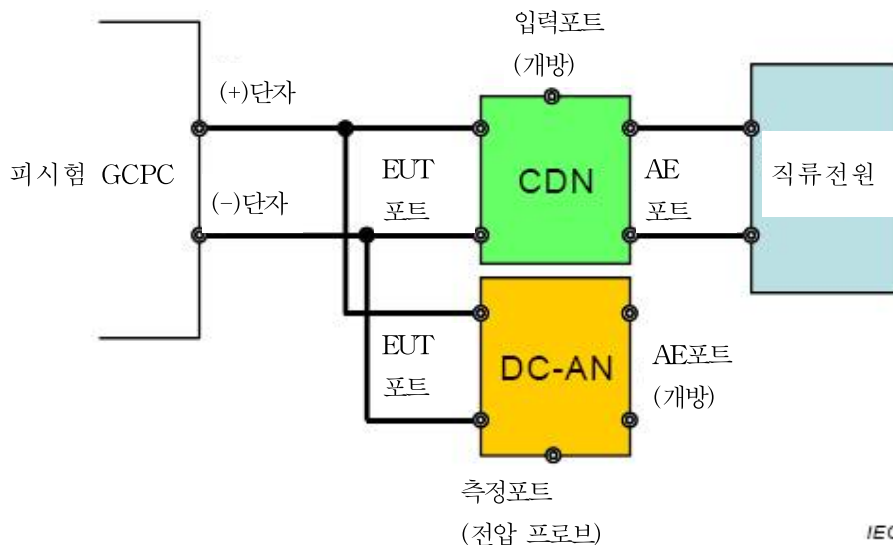 입력포트
(개방)
(+)단자
피시험 GCPC
EUT
포트
CDN
AE
포트
직류전원
(-)단자
EUT
포트
DC-AN
AE포트
(개방)
측정포트
(전압 프로브)
IEC